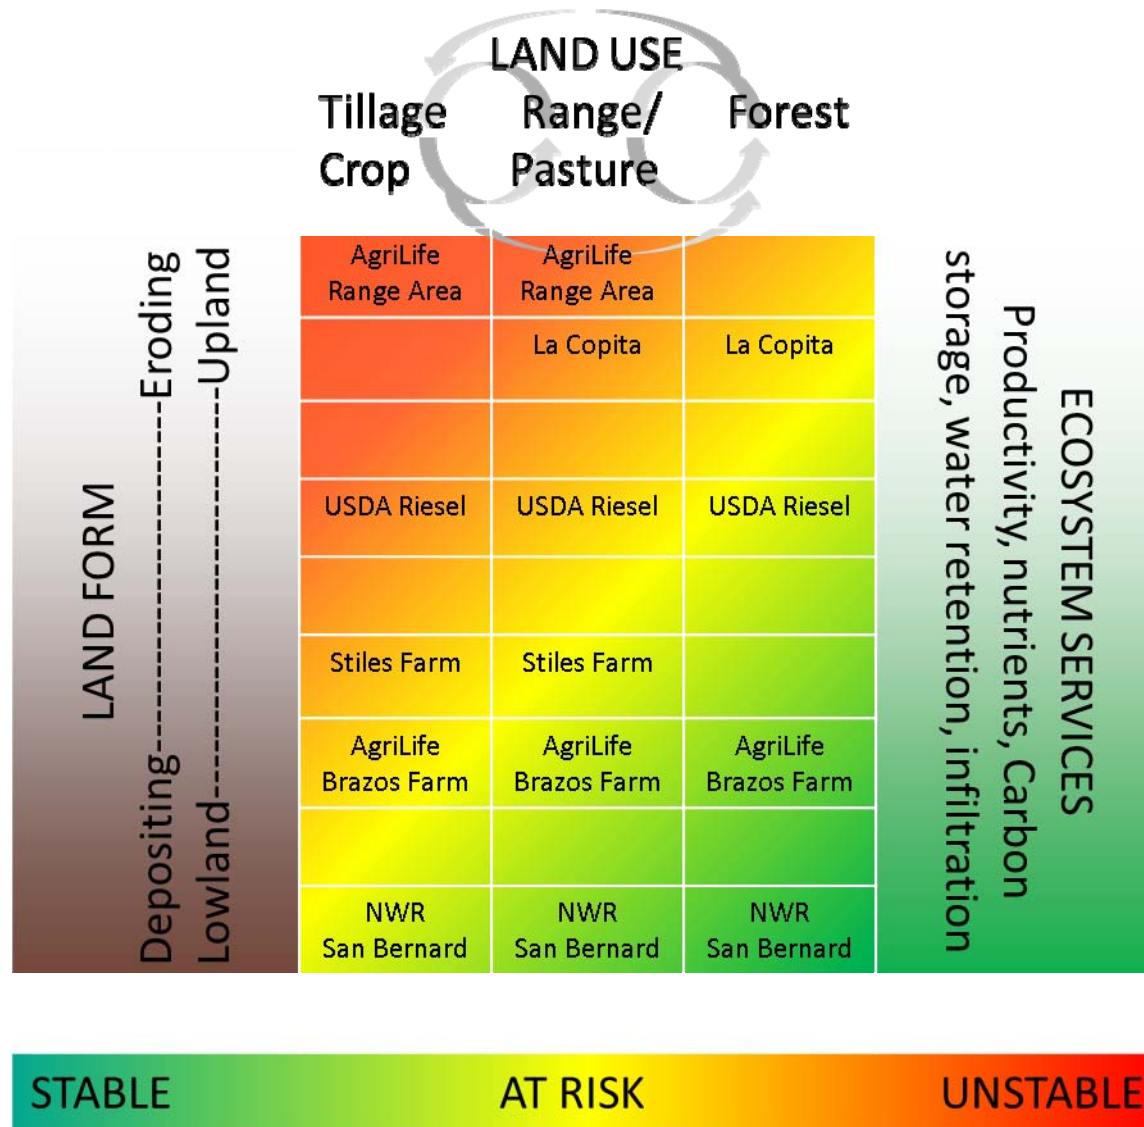 LAND USE
Tillage
Crop
Range/
Pasture
Forest
LAND FORM
Depositing--------------------Eroding
Lowland------------------------Upland
AgriLife
Range Area
AgriLife
Range Area
La Copita
La Copita
USDA Riesel
USDA Riesel
USDA Riesel
Stiles Farm
Stiles Farm
AgriLife
Brazos Farm
AgriLife
Brazos Farm
AgriLife
Brazos Farm
NWR
San Bernard
NWR
San Bernard
NWR
San Bernard
ECOSYSTEM SERVICES
Productivity, nutrients, Carbon
storage, water retention, infiltration
STABLE
AT RISK
UNSTABLE